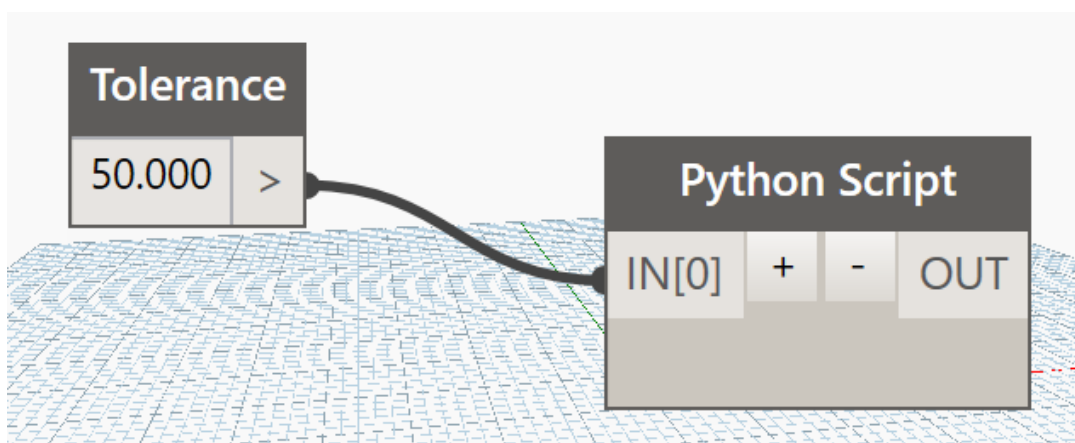 Tolerance
50.000 >
Python Script
IN[0] + - OUT